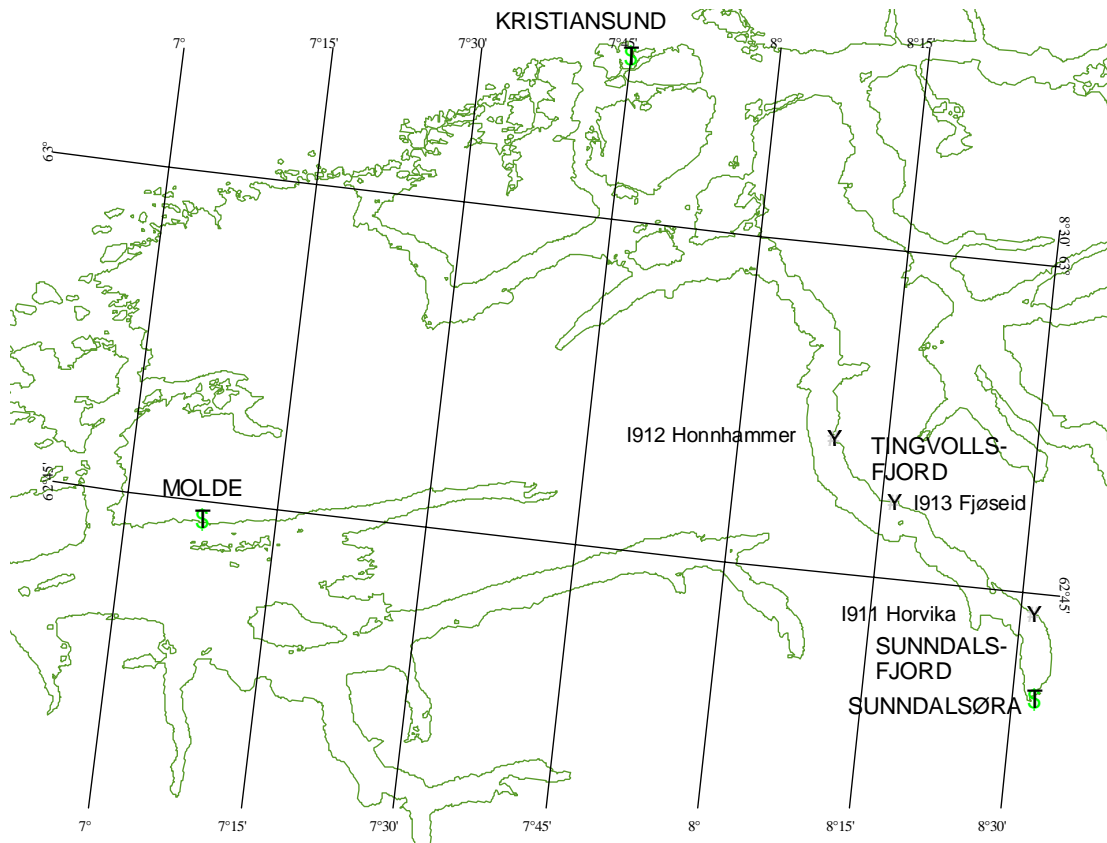 KRISTIANSUND
7°
7°15'
7°30'
7°45'
8°
8°15'
T
S
63°
8°30'
63°
I912 Honnhammer
Y
TINGVOLLS-
FJORD
62°45'
MOLDE
T
S
Y
I913 Fjøseid
62°45'
I911 Horvika
Y
SUNNDALS-
FJORD
SUNNDALSØRA
T
S
7°
7°15'
7°30'
7°45'
8°
8°15'
8°30'